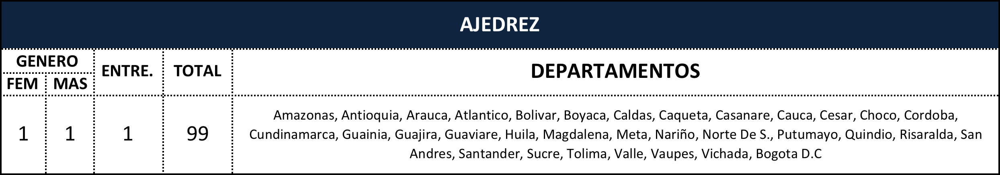 AJEDREZ
GENERO
FEM
MAS
ENTRE.
TOTAL
DEPARTAMENTOS
1
1
1
99
Amazonas, Antioquia, Arauca, Atlantico, Bolivar, Boyaca, Caldas, Caqueta, Casanare, Cauca, Cesar, Choco, Cordoba,
Cundinamarca, Guainia, Guajira, Guaviare, Huila, Magdalena, Meta, Nariño, Norte De S., Putumayo, Quindio, Risaralda, San
Andres, Santander, Sucre, Tolima, Valle, Vaupes, Vichada, Bogota D.C